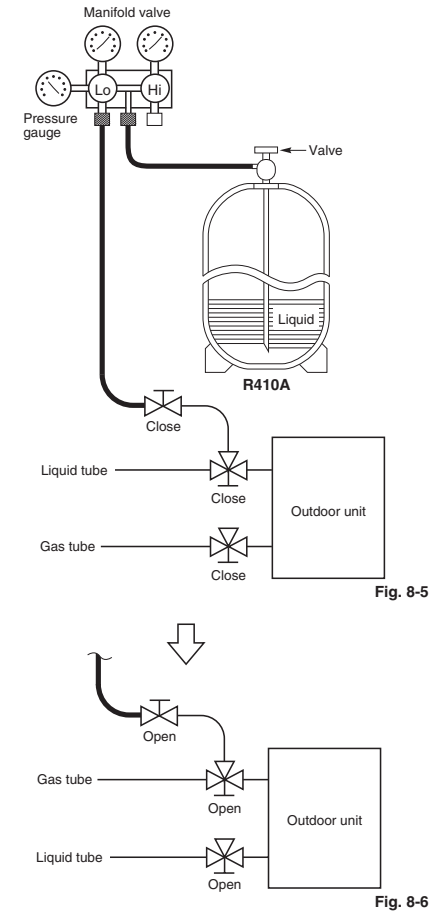 Manifold valve
Lo
Hi
Pressure
gauge
Valve
Liquid
R410A
Close
Liquid tube
Close
Outdoor unit
Gas tube
Close
Fig. 8-5
Open
Gas tube
Open
Outdoor unit
Liquid tube
Open
Fig. 8-6